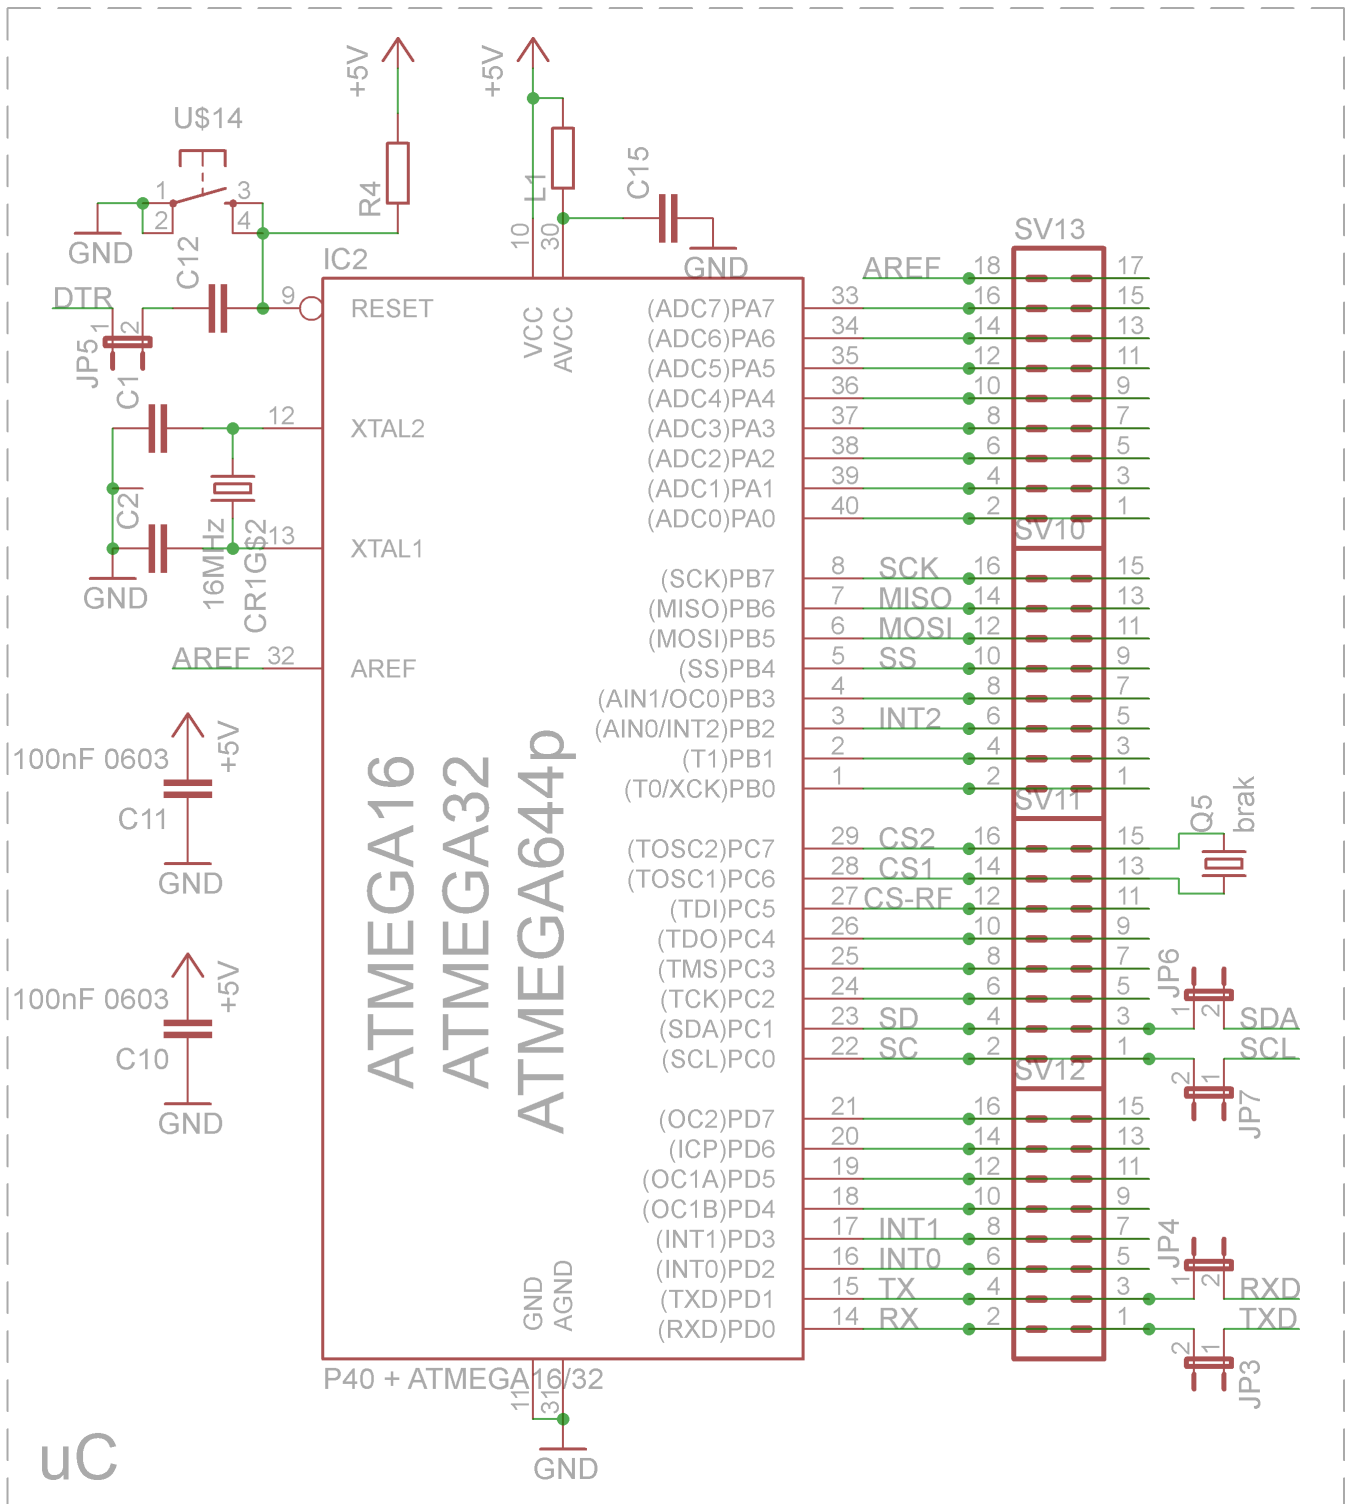 +5V
+5V
U$14
1
3
2
4
GND
C12
R4
L1
C15
10
30
GND
IC2
DTR
1
2
JP5
9
RESET
VCC
AVCC
C1
12
XTAL2
C2
16MHz
CR1G$2
13
XTAL1
GND
AREF
32
AREF
100nF 0603
+5V
C11
GND
100nF 0603
+5V
C10
GND
ATMEGA16
ATMEGA32
ATMEGA644p
SV13
AREF 18 17
(ADC7)PA7 33 16 15
(ADC6)PA6 34 14 13
(ADC5)PA5 35 12 11
(ADC4)PA4 36 10 9
(ADC3)PA3 37 8 7
(ADC2)PA2 38 6 5
(ADC1)PA1 39 4 3
(ADC0)PA0 40 2 1
SV10
(SCK)PB7 8 SCK 16 15
(MISO)PB6 7 MISO 14 13
(MOSI)PB5 6 MOSI 12 11
(SS)PB4 5 SS 10 9
(AIN1/OC0)PB3 4 8 7
(AIN0/INT2)PB2 3 INT2 6 5
(T1)PB1 2 4 3
(T0/XCK)PB0 1 2 1
SV11
Q5
brak
(TOSC2)PC7 29 CS2 16 15
(TOSC1)PC6 28 CS1 14 13
(TDI)PC5 27 CS-RF 12 11
(TDO)PC4 26 10 9
(TMS)PC3 25 8 7
(TCK)PC2 24 6 5
JP6
1
2
(SDA)PC1 23 SD 4 3 SDA
(SCL)PC0 22 SC 2 1 SCL
2
1
JP7
SV12
(OC2)PD7 21 16 15
(ICP)PD6 20 14 13
(OC1A)PD5 19 12 11
(OC1B)PD4 18 10 9
(INT1)PD3 17 INT1 8 7
(INT0)PD2 16 INT0 6 5
JP4
1
2
(TXD)PD1 15 TX 4 3 RXD
(RXD)PD0 14 RX 2 1 TXD
2
1
JP3
GND
AGND
P40 + ATMEGA16/32
11
31
GND
uC